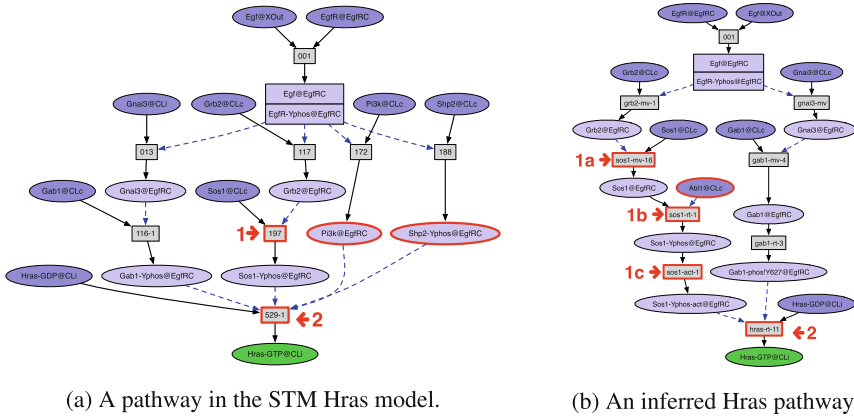 Egf@XOut
EgfR@EgfRC
001
Egf@EgfRC
EgfR-Yphos@EgfRC
Gnai3@CLi
Grb2@CLc
Pi3k@CLc
Shp2@CLc
013
117
172
188
Gab1@CLc
Gnai3@EgfRC
Sos1@CLc
Grb2@EgfRC
116-1
1
197
Pi3k@EgfRC
Shp2-Yphos@EgfRC
Hras-GDP@CLi
Gab1-Yphos@EgfRC
Sos1-Yphos@EgfRC
529-1
2
Hras-GTP@CLi
(a) A pathway in the STM Hras model.
Egf@XOut
EgfR@EgfRC
001
Grb2@CLc
Egf@EgfRC
EgfR-Yphos@EgfRC
Gnai3@CLc
grb2-mv-1
gnai3-mv
Grb2@EgfRC
Sos1@CLc
Gab1@CLc
Gnai3@EgfRC
1a
sos1-mv-16
gab1-mv-4
Sos1@EgfRC
Abl1@CLc
1b
sos1-rt-1
Gab1@EgfRC
Sos1-Yphos@EgfRC
gab1-rt-3
1c
sos1-act-1
Gab1-phos!Y627@EgfRC
Sos1-Yphos-act@EgfRC
Hras-GDP@CLi
hras-rt-11
2
Hras-GTP@CLi
(b) An inferred Hras pathway